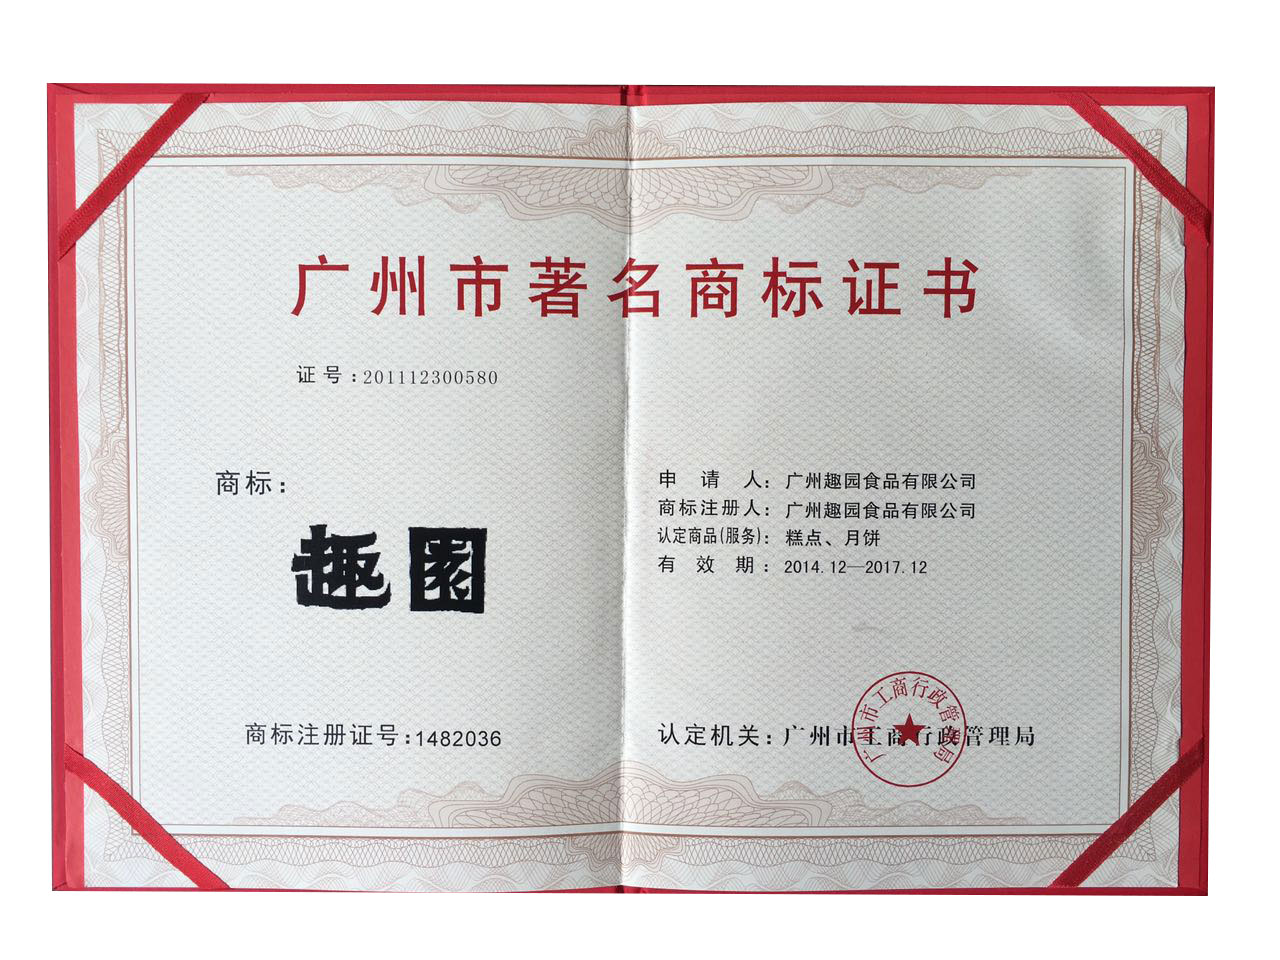 广州市著名商标证书
证号:201112300580
商标:
趣园
商标注册证号:1482036
申请人:广州趣园食品有限公司
商标注册人:广州趣园食品有限公司
认定商品(服务):糕点、月饼
有效期:2014.12—2017.12
认定机关:广州市工商行政管理局
广州市工商行政管理局